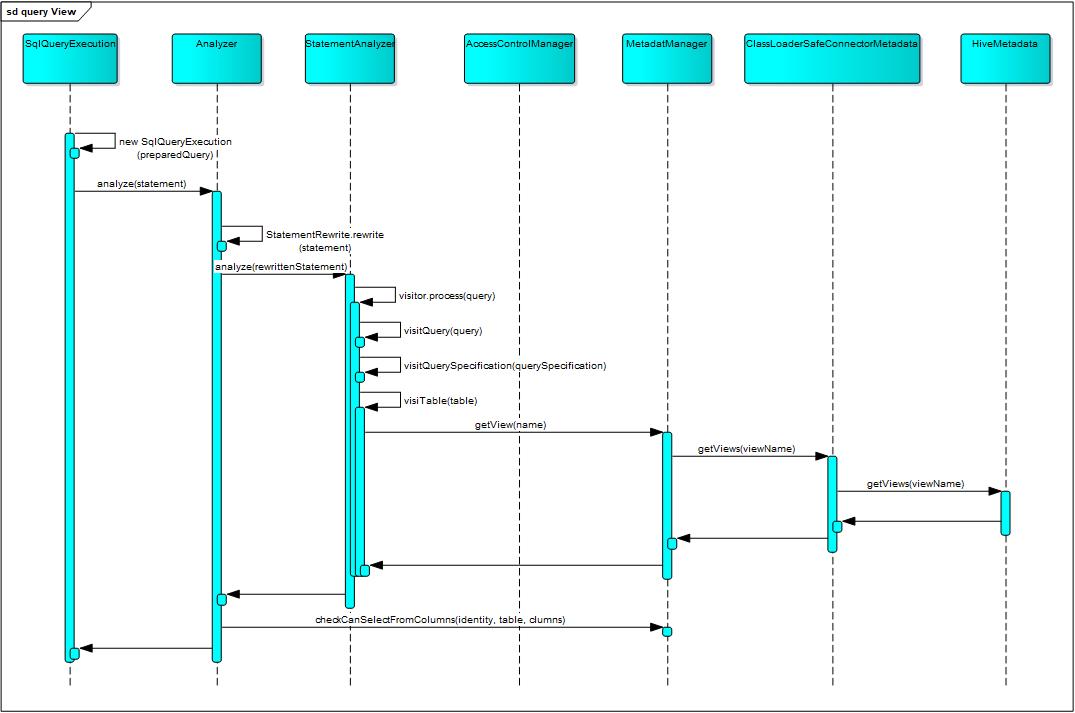 sd query View
SqlQueryExecution
Analyzer
StatementAnalyzer
AccessControlManager
MetadatManager
ClassLoaderSafeConnectorMetadata
HiveMetadata
new SqlQueryExecution
(preparedQuery)
analyze(statement)
StatementRewrite.rewrite
(statement)
analyze(rewrittenStatement)
visitor.process(query)
visitQuery(query)
visitQuerySpecification(querySpecification)
visiTable(table)
getView(name)
getViews(viewName)
getViews(viewName)
checkCanSelectFromColumns(identity, table, clumns)